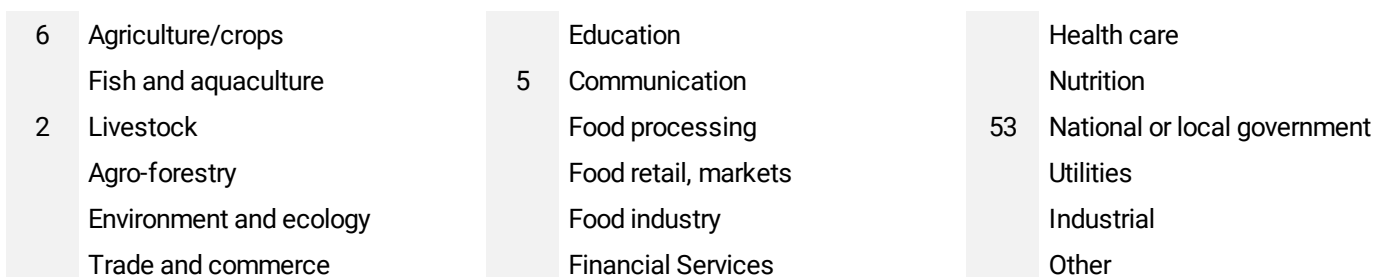 6 Agriculture/crops
Fish and aquaculture
2 Livestock
Agro-forestry
Environment and ecology
Trade and commerce
Education
5 Communication
Food processing
Food retail, markets
Food industry
Financial Services
Health care
Nutrition
53 National or local government
Utilities
Industrial
Other